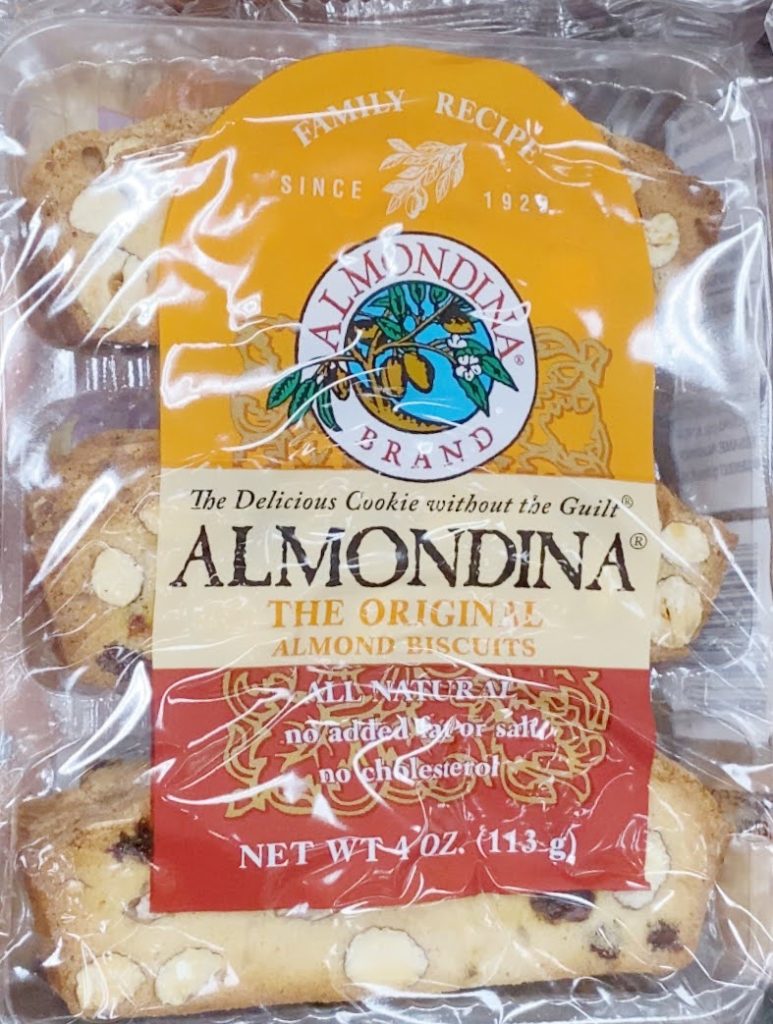 FAMILY RECIPE
SINCE 1929
ALMONDINA®
BRAND
The Delicious Cookie without the Guilt®
ALMONDINA®
THE ORIGINAL
ALMOND BISCUITS
ALL NATURAL
no added fat or salt
no cholesterol
NET WT 4 OZ. (113 g)